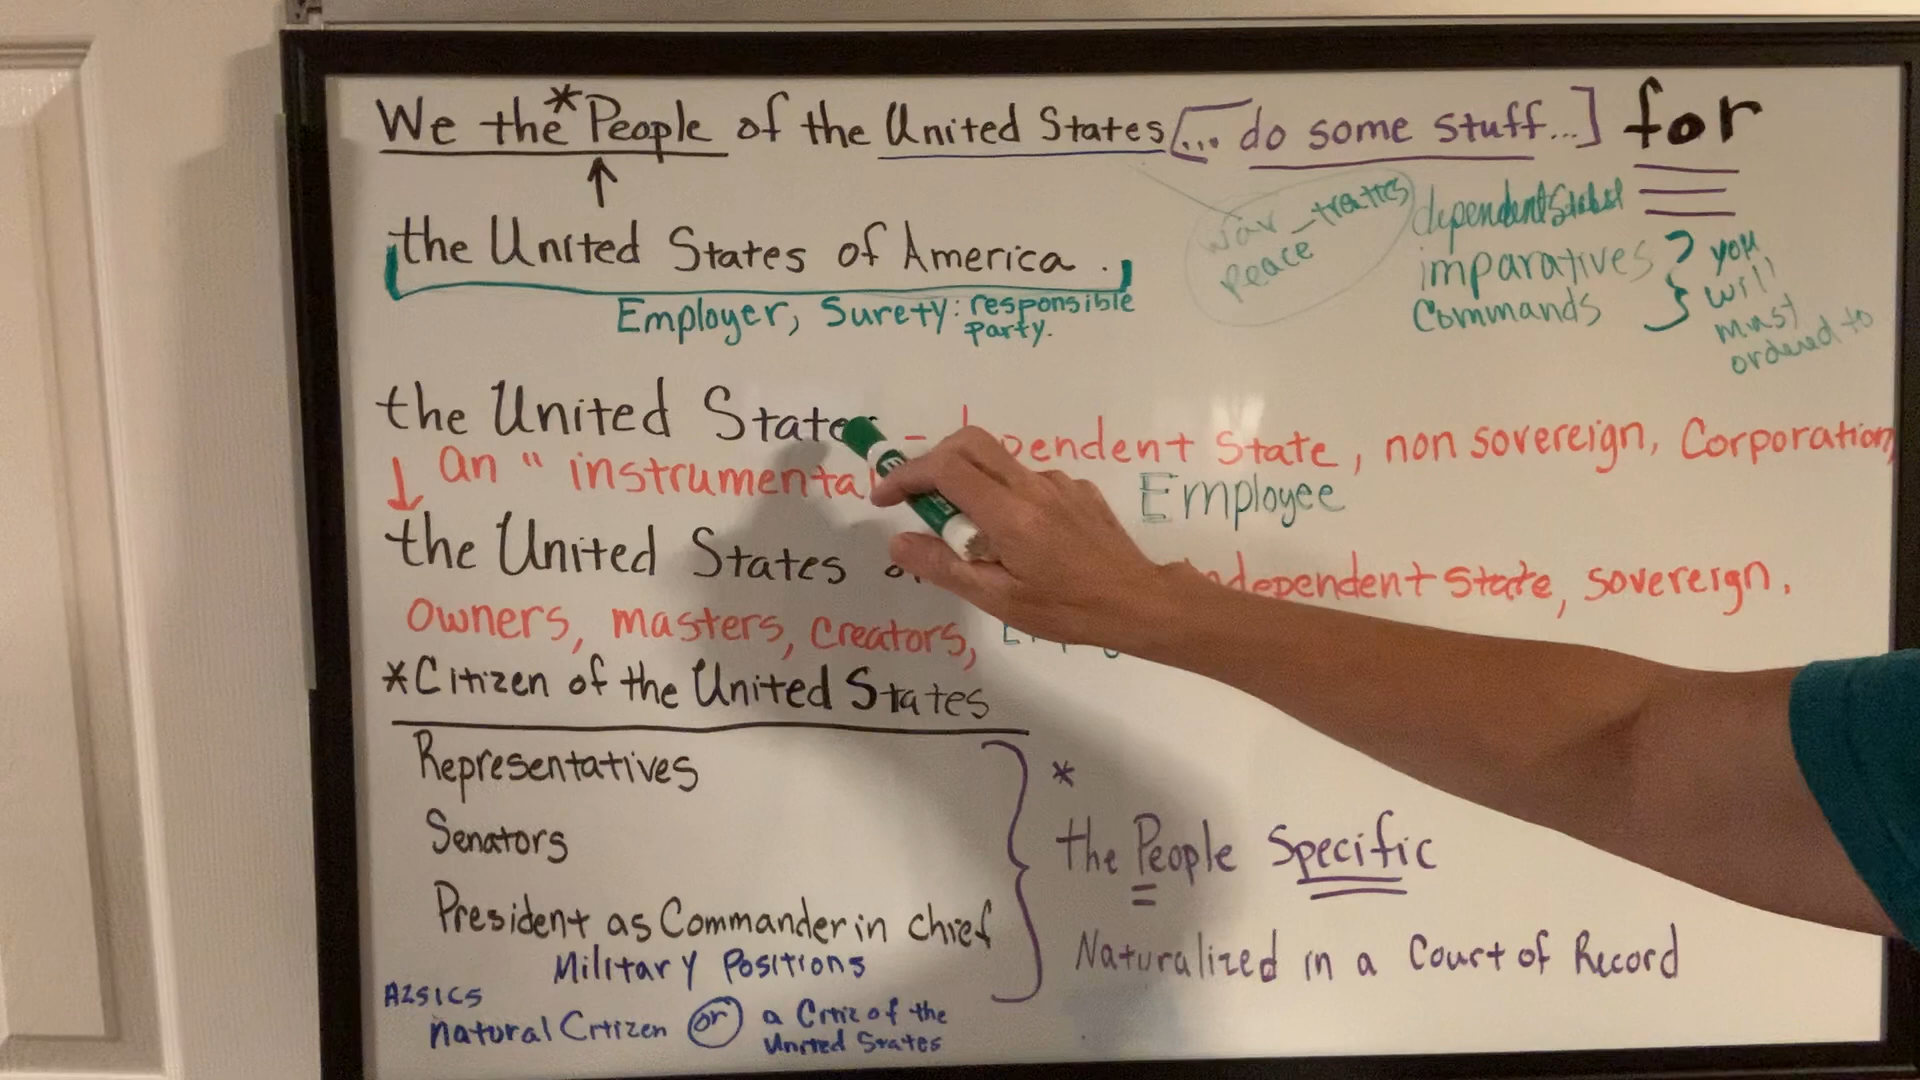 We the *People of the United States [... do some stuff...] for
the United States of America.
Employer, Surety: responsible
party.
war - treaties
peace
dependent State
imparatives
Commands
you
will
must
ordered to
the United States - dependent State, non sovereign, Corporation
↓ an " instrumental
Employee
the United States
independent State, sovereign.
owners, masters, creators,
*Citizen of the United States
Representatives
Senators
President as Commander in chief
Military Positions
*
the People Specific
Naturalized in a Court of Record
A2S1C5
natural Citizen or a Citiz of the
United States